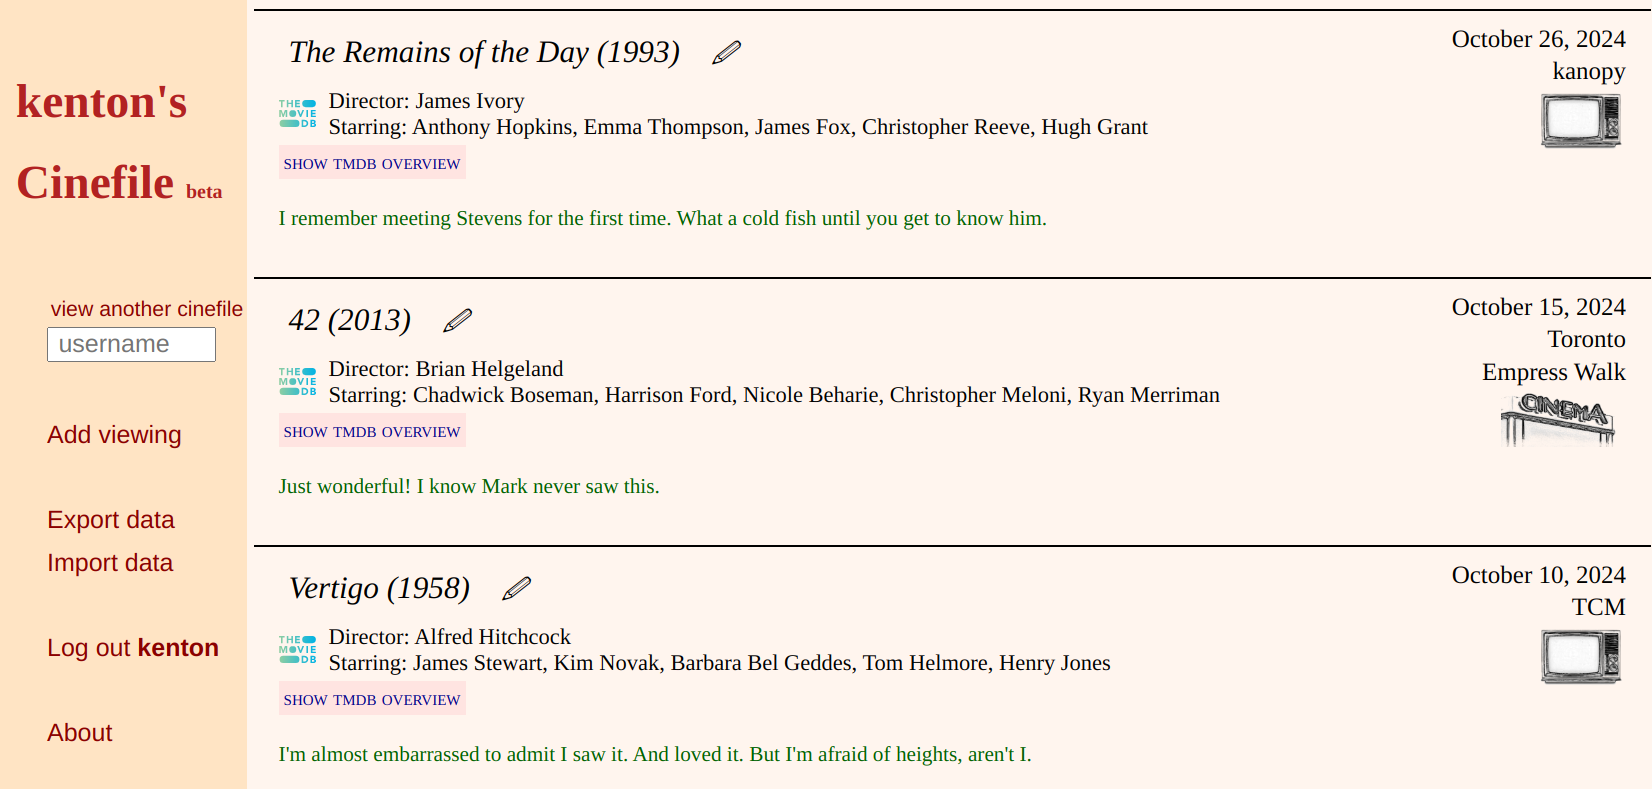 kenton's
Cinefile beta
view another cinefile
username
Add viewing
Export data
Import data
Log out kenton
About
The Remains of the Day (1993)
October 26, 2024
kanopy
THE
MOVIE
DB
Director: James Ivory
Starring: Anthony Hopkins, Emma Thompson, James Fox, Christopher Reeve, Hugh Grant
SHOW TMDB OVERVIEW
I remember meeting Stevens for the first time. What a cold fish until you get to know him.
42 (2013)
October 15, 2024
Toronto
Empress Walk
CINEMA
THE
MOVIE
DB
Director: Brian Helgeland
Starring: Chadwick Boseman, Harrison Ford, Nicole Beharie, Christopher Meloni, Ryan Merriman
SHOW TMDB OVERVIEW
Just wonderful! I know Mark never saw this.
Vertigo (1958)
October 10, 2024
TCM
THE
MOVIE
DB
Director: Alfred Hitchcock
Starring: James Stewart, Kim Novak, Barbara Bel Geddes, Tom Helmore, Henry Jones
SHOW TMDB OVERVIEW
I'm almost embarrassed to admit I saw it. And loved it. But I'm afraid of heights, aren't I.